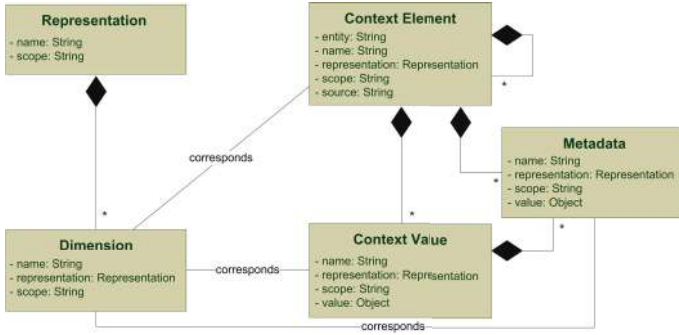 Representation
- name: String
- scope: String
Context Element
- entity: String
- name: String
- representation: Representation
- scope: String
- source: String
*
corresponds
Metadata
- name: String
- representation: Representation
- scope: String
- value: Object
*
*
*
*
Dimension
- name: String
- representation: Representation
- scope: String
corresponds
Context Value
- name: String
- representation: Representation
- scope: String
- value: Object
corresponds